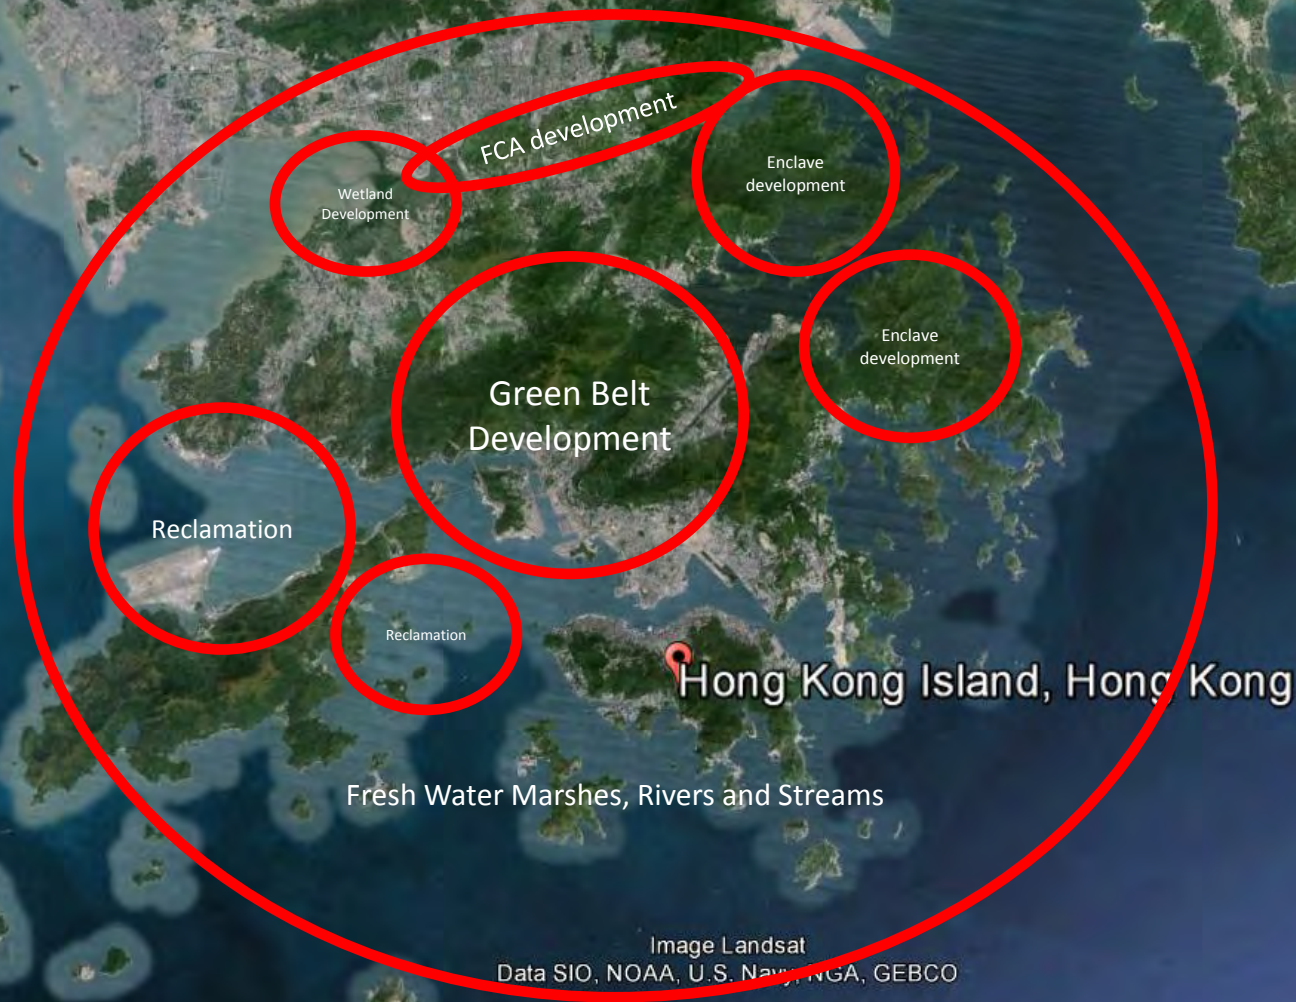 FCA development
Enclave
development
Wetland
Development
Enclave
development
Green Belt
Development
Reclamation
Reclamation
Hong Kong Island, Hong Kong
Fresh Water Marshes, Rivers and Streams
Image Landsat
Data SIO, NOAA, U.S. Navy, NGA, GEBCO